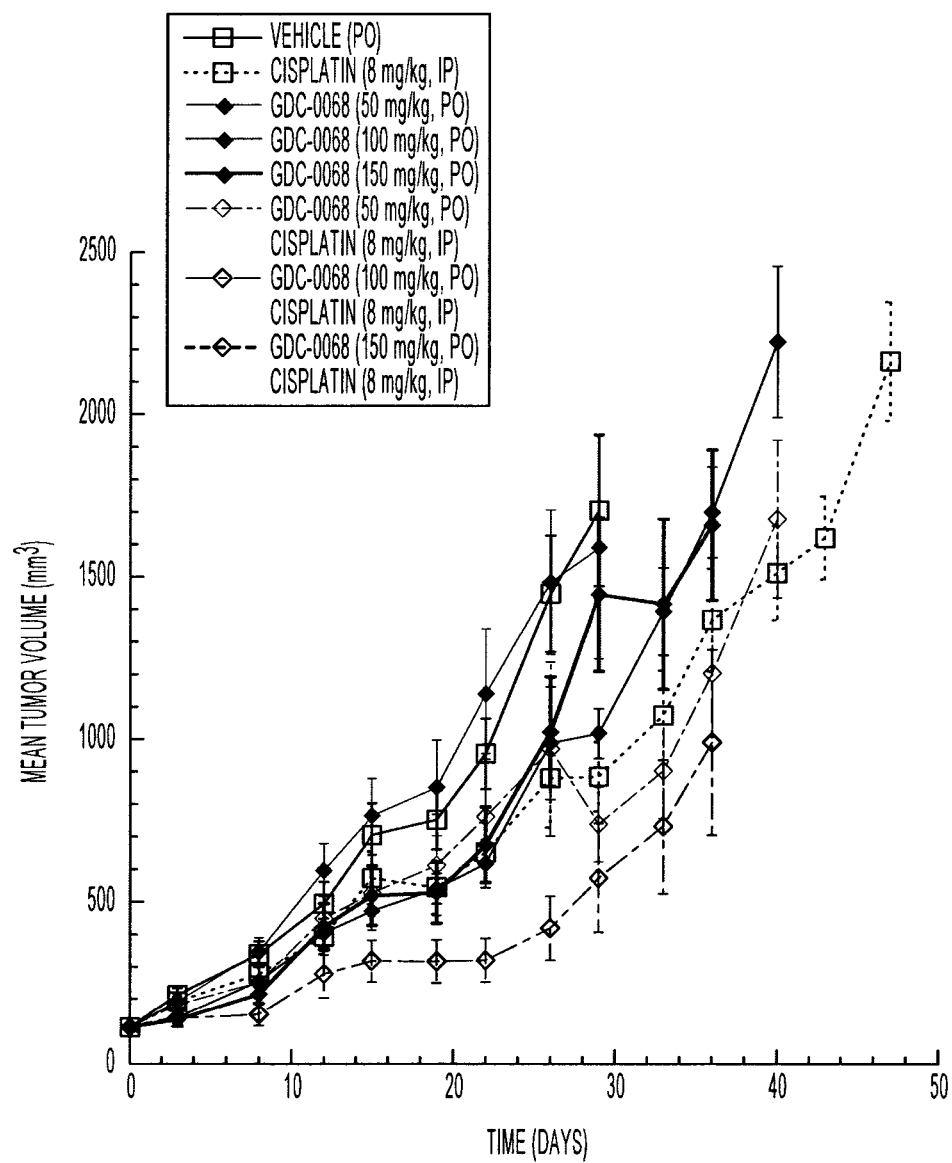 VEHICLE (PO)
CISPLATIN (8 mg/kg, IP)
GDC-0068 (50 mg/kg, PO)
GDC-0068 (100 mg/kg, PO)
GDC-0068 (150 mg/kg, PO)
GDC-0068 (50 mg/kg, PO)
CISPLATIN (8 mg/kg, IP)
GDC-0068 (100 mg/kg, PO)
CISPLATIN (8 mg/kg, IP)
GDC-0068 (150 mg/kg, PO)
CISPLATIN (8 mg/kg, IP)
2500
2000
1500
1000
500
0
MEAN TUMOR VOLUME (mm³)
0 10 20 30 40 50
TIME (DAYS)